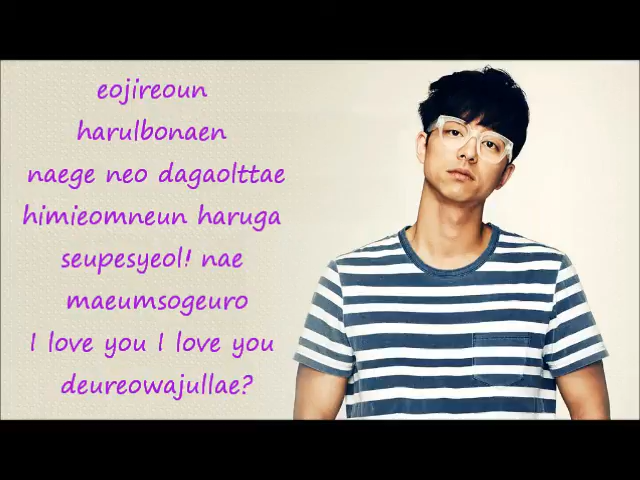 eojireoun
harulbonaen
naege neo dagaolttae
himieomneun haruga
seupesyeol! nae
maeumsogeuro
I love you I love you
deureowajullae?